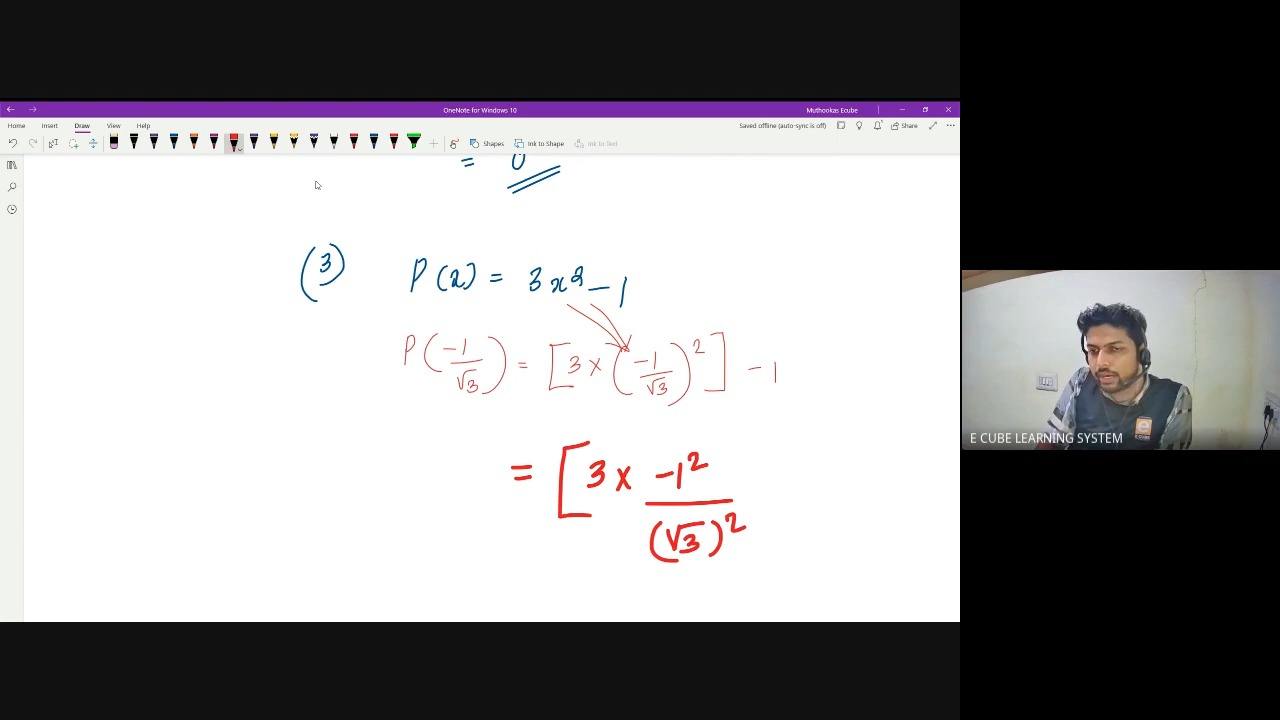 OneNote for Windows 10
Muthookas Ecube
Home Insert Draw View Help
Saved offline (auto-sync is off)
Share
Shapes
Ink to Shape
Ink to Text
= 0
(3) P(x) = 3x² - 1
P(-1/√3) = [3 × (-1/√3)²] - 1
= [3 × -1²/(√3)²
E CUBE LEARNING SYSTEM